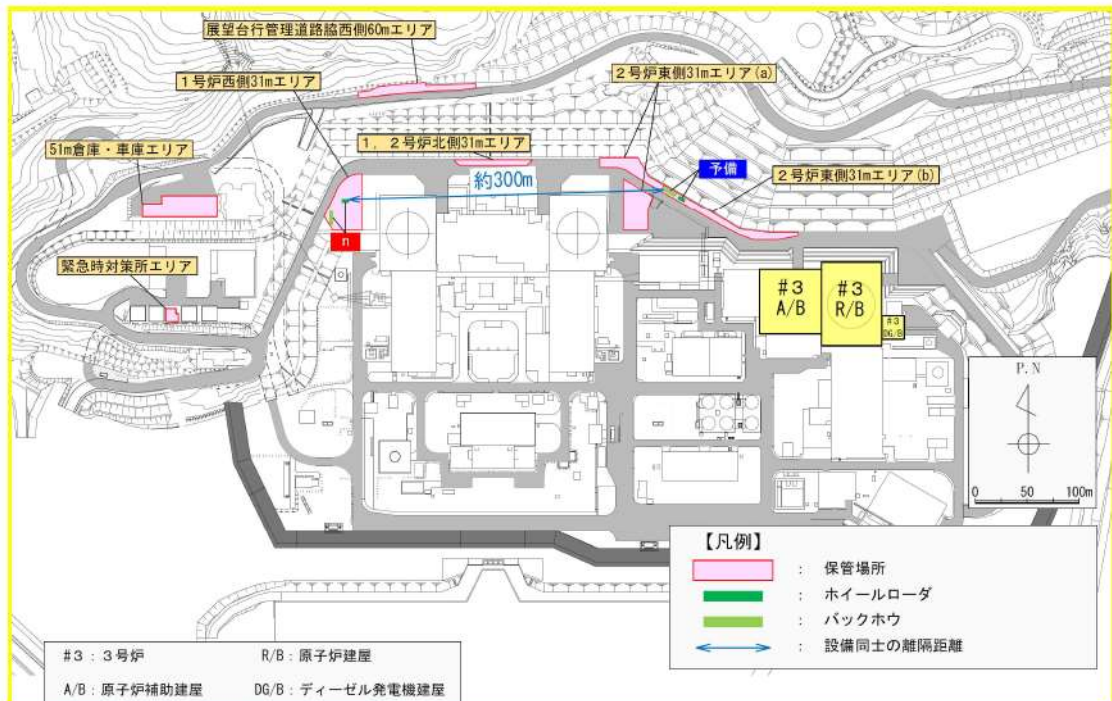 展望台行管理道路脇西側60mエリア
1号炉西側31mエリア
2号炉東側31mエリア(a)
51m倉庫・車庫エリア
1，2号炉北側31mエリア
予備
2号炉東側31mエリア(b)
約300m
n
緊急時対策所エリア
#3
A/B
#3
R/B
#3
DG/B
P.N
0 50 100m
【凡例】
： 保管場所
： ホイールローダ
： バックホウ
： 設備同士の離隔距離
#3：3号炉 R/B：原子炉建屋
A/B：原子炉補助建屋 DG/B：ディーゼル発電機建屋